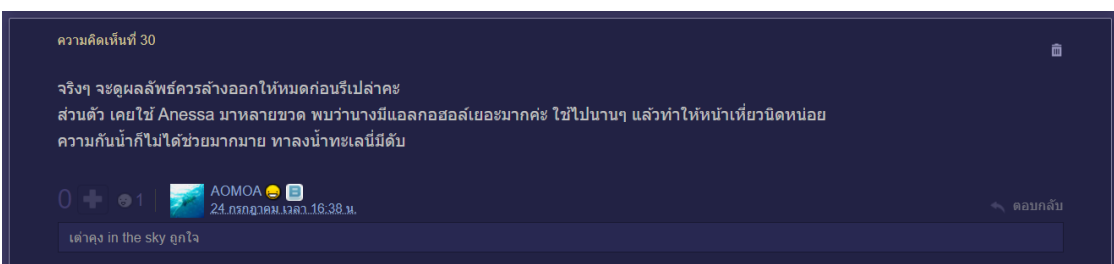 ความคิดเห็นที่ 30
จริงๆ จะดูผลลัพธ์ควรล้างออกให้หมดก่อนรึเปล่าคะ
ส่วนตัว เคยใช้ Anessa มาหลายขวด พบว่านางมีแอลกอฮอล์เยอะมากค่ะ ใช้ไปนานๆ แล้วทำให้หน้าเหี่ยวนิดหน่อย
ความกันน้ำก็ไม่ได้ช่วยมากมาย ทาลงน้ำทะเลนี่มีดับ
0 1 AOMOA
24 กรกฎาคม เวลา 16:38 น.
ตอบกลับ
เต่าคุง in the sky ถูกใจ